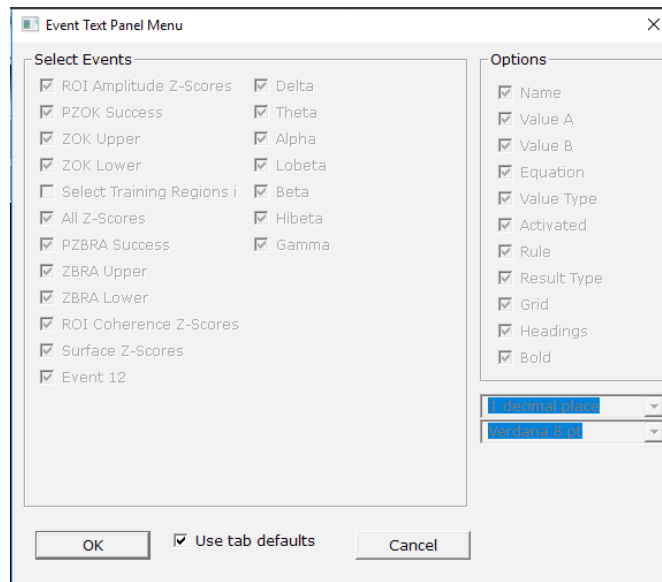 Event Text Panel Menu
Select Events
ROI Amplitude Z-Scores
PZOK Success
ZOK Upper
ZOK Lower
Select Training Regions i
All Z-Scores
PZBRA Success
ZBRA Upper
ZBRA Lower
ROI Coherence Z-Scores
Surface Z-Scores
Event 12
Delta
Theta
Alpha
Lobeta
Beta
Hibeta
Gamma
Options
Name
Value A
Value B
Equation
Value Type
Activated
Rule
Result Type
Grid
Headings
Bold
1 decimal place
Verdana 8 pt
OK
Use tab defaults
Cancel